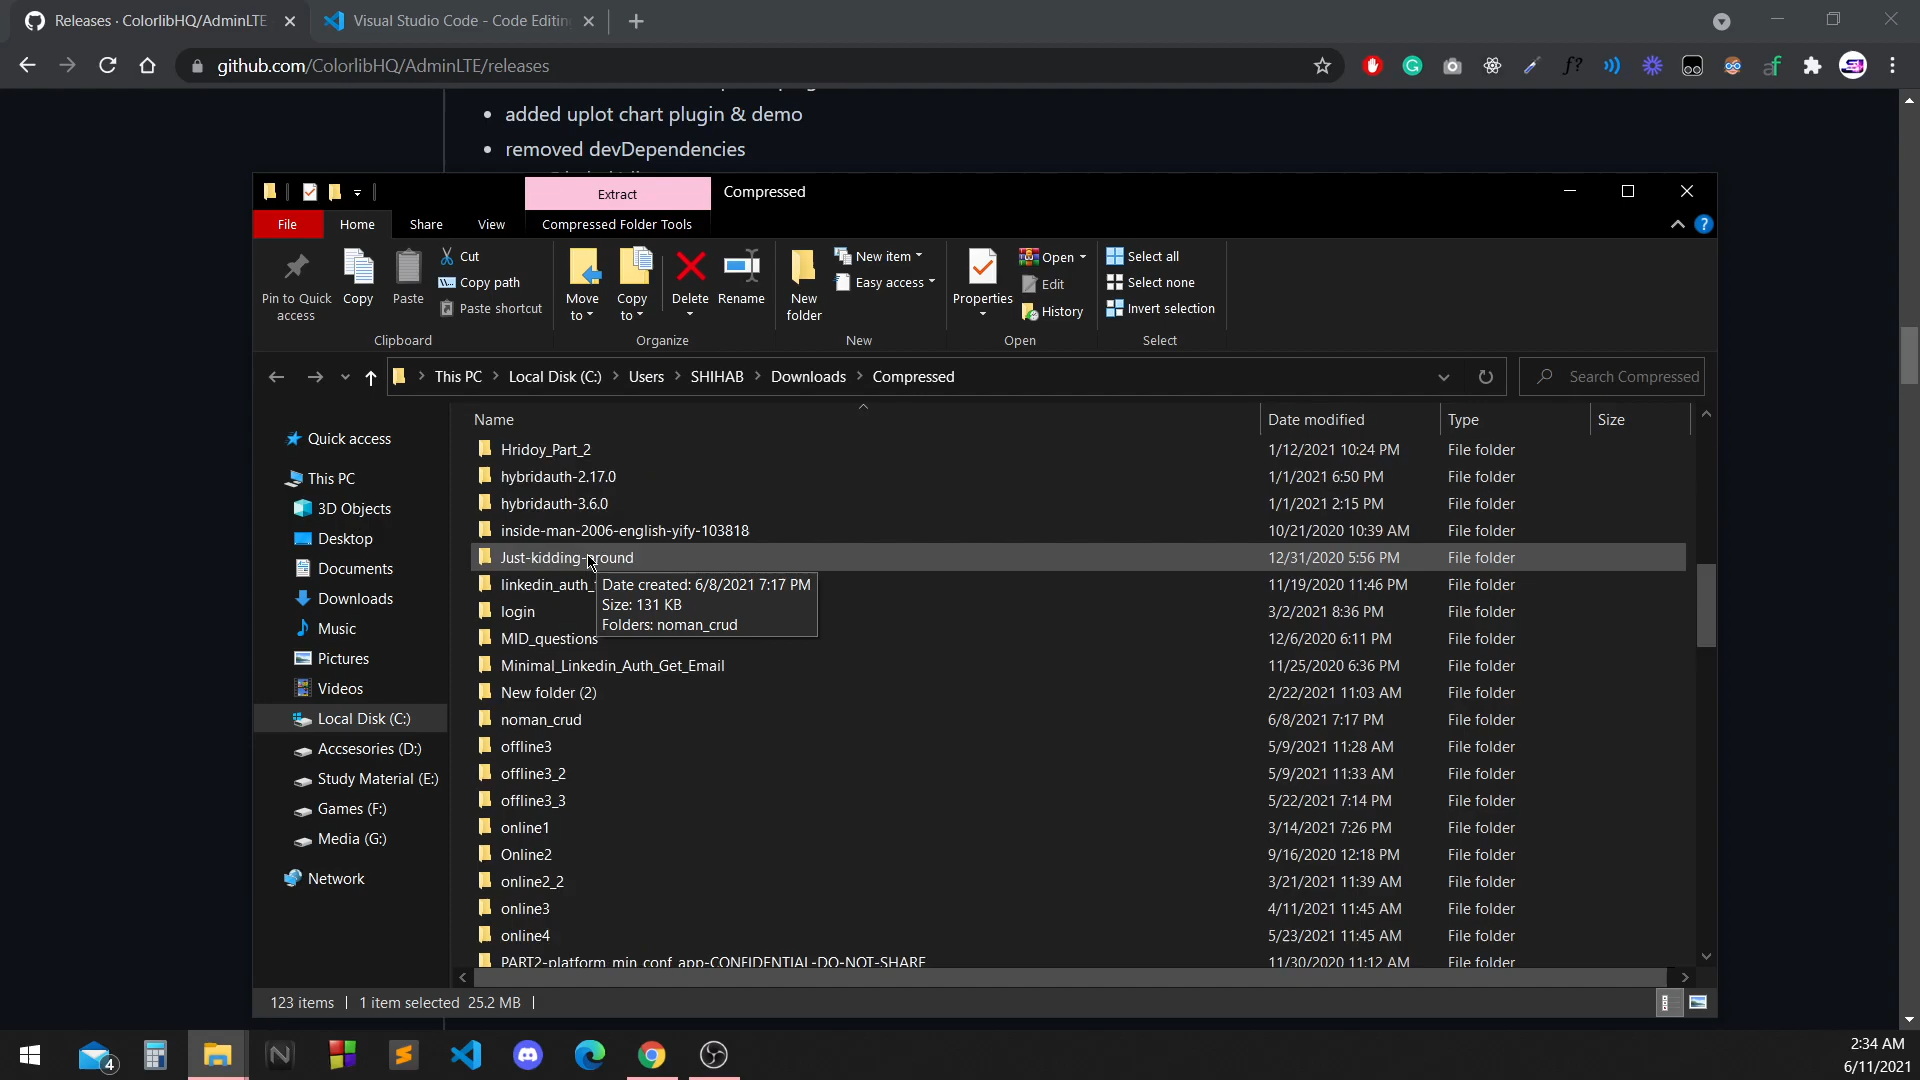 Releases · ColorlibHQ/AdminLTE
Visual Studio Code - Code Editin
github.com/ColorlibHQ/AdminLTE/releases
added uplot chart plugin & demo
removed devDependencies
Extract
Compressed
File
Home
Share
View
Compressed Folder Tools
Pin to Quick access
Copy
Paste
Cut
Copy path
Paste shortcut
Clipboard
Move to
Copy to
Delete
Rename
Organize
New folder
New item
Easy access
New
Properties
Open
Edit
History
Open
Select all
Select none
Invert selection
Select
This PC
Local Disk (C:)
Users
SHIHAB
Downloads
Compressed
Search Compressed
Name
Date modified
Type
Size
Quick access
This PC
3D Objects
Desktop
Documents
Downloads
Music
Pictures
Videos
Local Disk (C:)
Accsesories (D:)
Study Material (E:)
Games (F:)
Media (G:)
Network
Hridoy_Part_2 1/12/2021 10:24 PM File folder
hybridauth-2.17.0 1/1/2021 6:50 PM File folder
hybridauth-3.6.0 1/1/2021 2:15 PM File folder
inside-man-2006-english-yify-103818 10/21/2020 10:39 AM File folder
Just-kidding-around 12/31/2020 5:56 PM File folder
linkedin_auth_ 11/19/2020 11:46 PM File folder
login 3/2/2021 8:36 PM File folder
MID_questions 12/6/2020 6:11 PM File folder
Minimal_Linkedin_Auth_Get_Email 11/25/2020 6:36 PM File folder
New folder (2) 2/22/2021 11:03 AM File folder
noman_crud 6/8/2021 7:17 PM File folder
offline3 5/9/2021 11:28 AM File folder
offline3_2 5/9/2021 11:33 AM File folder
offline3_3 5/22/2021 7:14 PM File folder
online1 3/14/2021 7:26 PM File folder
Online2 9/16/2020 12:18 PM File folder
online2_2 3/21/2021 11:39 AM File folder
online3 4/11/2021 11:45 AM File folder
online4 5/23/2021 11:45 AM File folder
PART2-platform_min_conf_app-CONFIDENTIAL-DO-NOT-SHARE 11/30/2020 11:12 AM File folder
Date created: 6/8/2021 7:17 PM
Size: 131 KB
Folders: noman_crud
123 items
1 item selected 25.2 MB
4
2:34 AM
6/11/2021